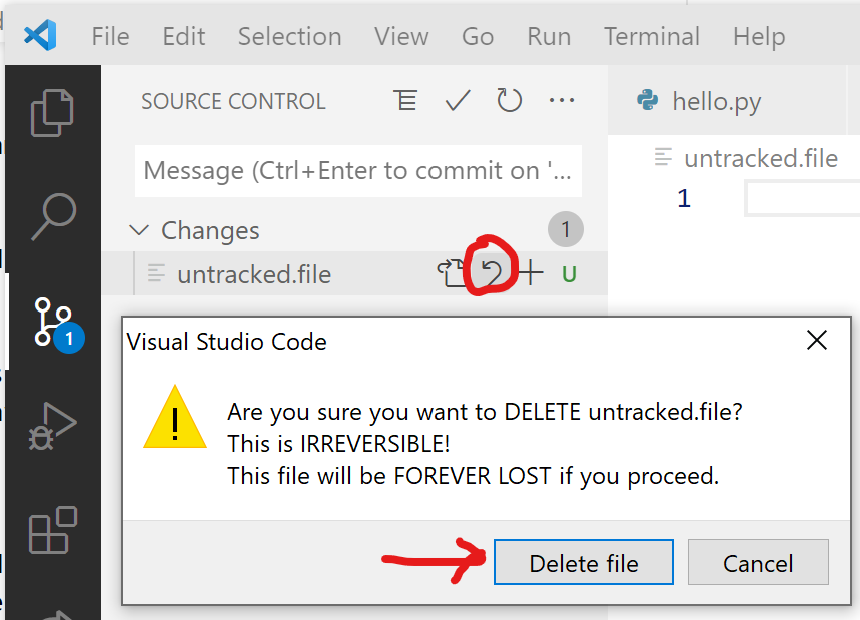 File Edit Selection View Go Run Terminal Help
SOURCE CONTROL
hello.py
Message (Ctrl+Enter to commit on '...
untracked.file
1
Changes 1
untracked.file U
1
Visual Studio Code
Are you sure you want to DELETE untracked.file?
This is IRREVERSIBLE!
This file will be FOREVER LOST if you proceed.
Delete file Cancel